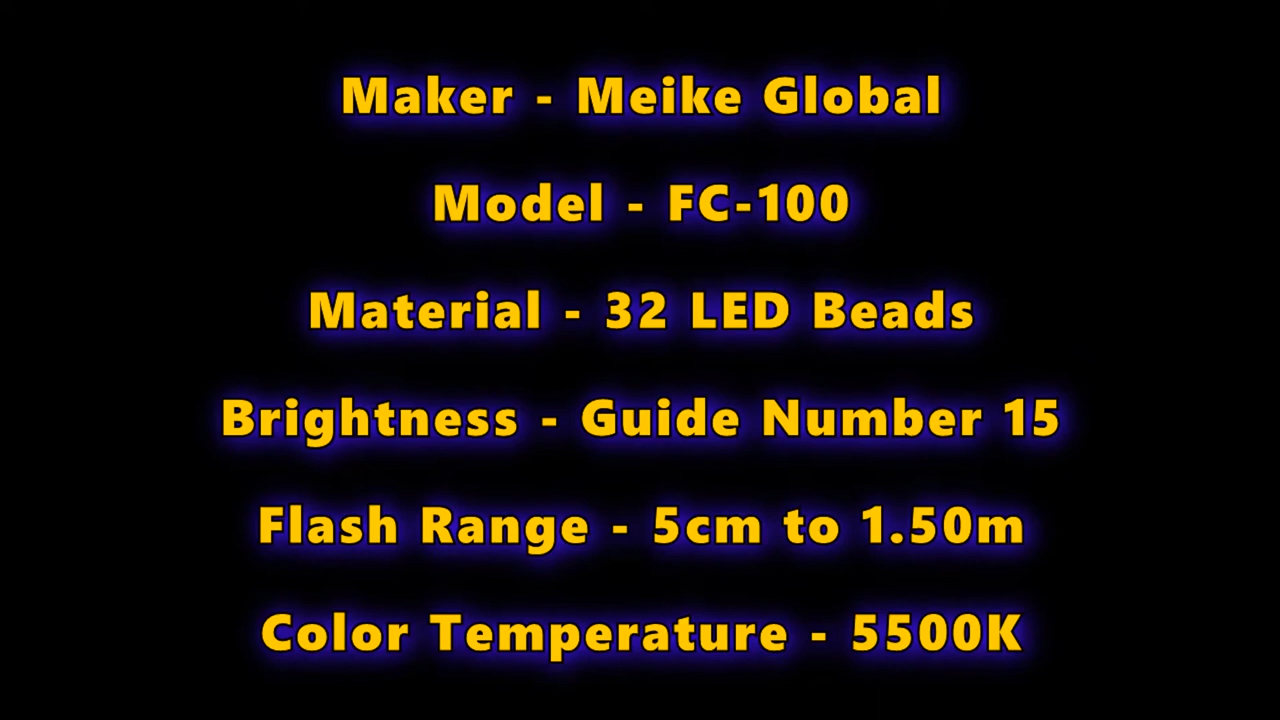 Maker - Meike Global
Model - FC-100
Material - 32 LED Beads
Brightness - Guide Number 15
Flash Range - 5cm to 1.50m
Color Temperature - 5500K